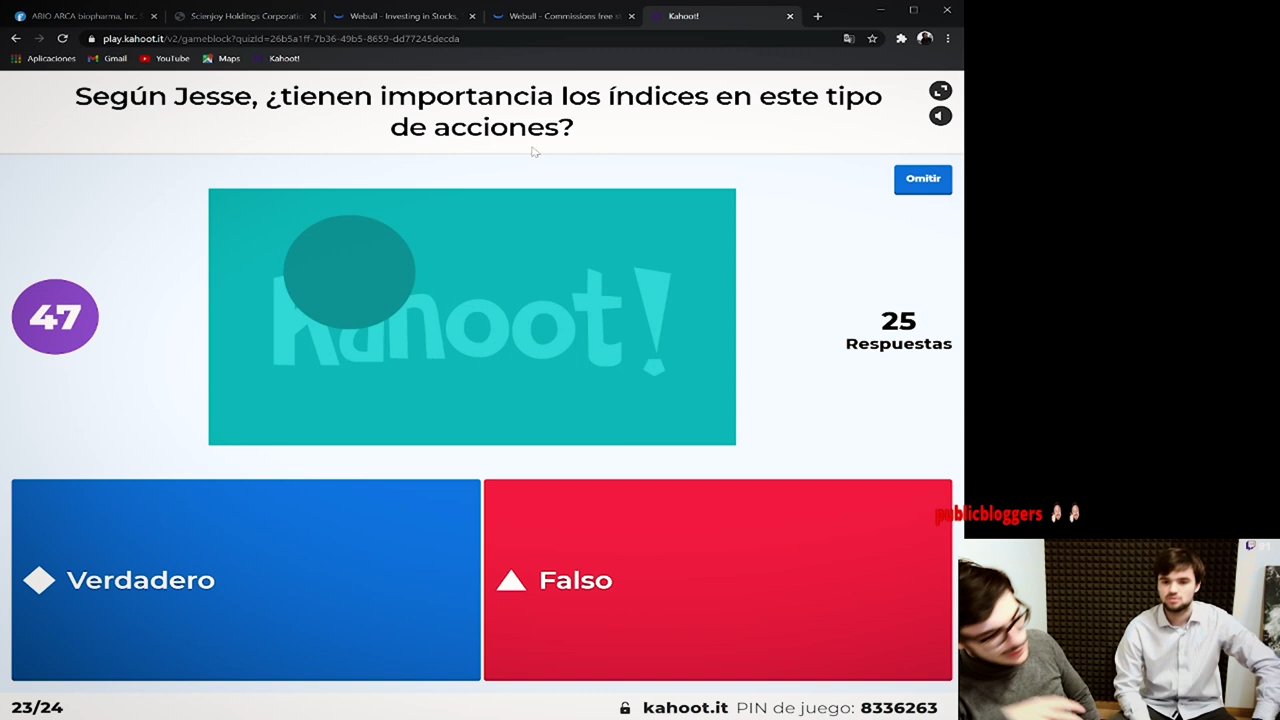 ABIO ARCA biopharma, Inc.
Scienjoy Holdings Corporatio
Webull - Investing in Stocks,
Webull - Commissions free st
Kahoot!
play.kahoot.it/v2/gameblock?quizId=26b5a1ff-7b36-49b5-8659-dd77245decda
Aplicaciones
Gmail
YouTube
Maps
Kahoot!
Según Jesse, ¿tienen importancia los índices en este tipo
de acciones?
Omitir
47
Kahoot!
25
Respuestas
Verdadero
Falso
publicbloggers
23/24
kahoot.it PIN de juego: 8336263